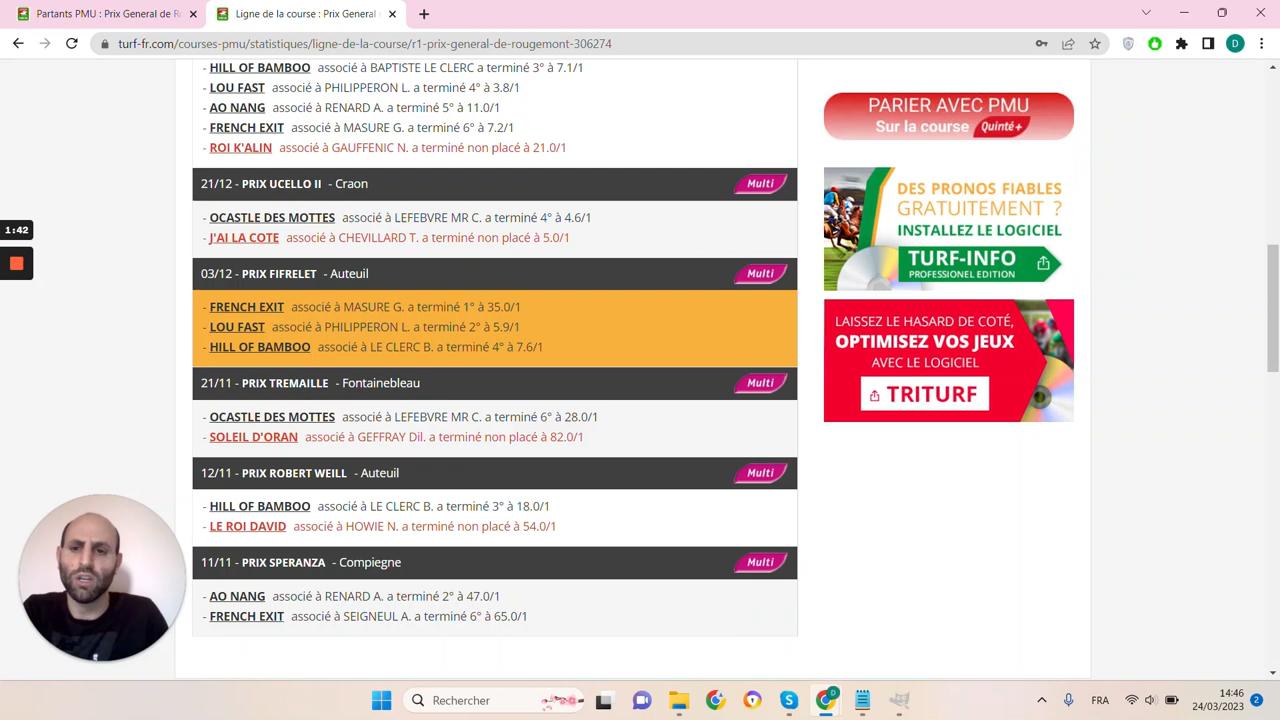 Partants PMU : Prix General de R
Ligne de la course : Prix General
turf-fr.com/courses-pmu/statistiques/ligne-de-la-course/r1-prix-general-de-rougemont-306274
- HILL OF BAMBOO associé à BAPTISTE LE CLERC a terminé 3° à 7.1/1
- LOU FAST associé à PHILIPPERON L. a terminé 4° à 3.8/1
- AO NANG associé à RENARD A. a terminé 5° à 11.0/1
- FRENCH EXIT associé à MASURE G. a terminé 6° à 7.2/1
- ROI K'ALIN associé à GAUFFENIC N. a terminé non placé à 21.0/1
21/12 - PRIX UCELLO II - Craon Multi
- OCASTLE DES MOTTES associé à LEFEBVRE MR C. a terminé 4° à 4.6/1
- J'AI LA COTE associé à CHEVILLARD T. a terminé non placé à 5.0/1
03/12 - PRIX FIFRELET - Auteuil Multi
- FRENCH EXIT associé à MASURE G. a terminé 1° à 35.0/1
- LOU FAST associé à PHILIPPERON L. a terminé 2° à 5.9/1
- HILL OF BAMBOO associé à LE CLERC B. a terminé 4° à 7.6/1
21/11 - PRIX TREMAILLE - Fontainebleau Multi
- OCASTLE DES MOTTES associé à LEFEBVRE MR C. a terminé 6° à 28.0/1
- SOLEIL D'ORAN associé à GEFFRAY Dil. a terminé non placé à 82.0/1
12/11 - PRIX ROBERT WEILL - Auteuil Multi
- HILL OF BAMBOO associé à LE CLERC B. a terminé 3° à 18.0/1
- LE ROI DAVID associé à HOWIE N. a terminé non placé à 54.0/1
11/11 - PRIX SPERANZA - Compiegne Multi
- AO NANG associé à RENARD A. a terminé 2° à 47.0/1
- FRENCH EXIT associé à SEIGNEUL A. a terminé 6° à 65.0/1
PARIER AVEC PMU
Sur la course Quinté+
DES PRONOS FIABLES
GRATUITEMENT ?
INSTALLEZ LE LOGICIEL
TURF-INFO
PROFESSIONEL EDITION
LAISSEZ LE HASARD DE COTÉ,
OPTIMISEZ VOS JEUX
AVEC LE LOGICIEL
TRITURF
1:42
D
Rechercher
D
FRA
14:46
24/03/2023
2